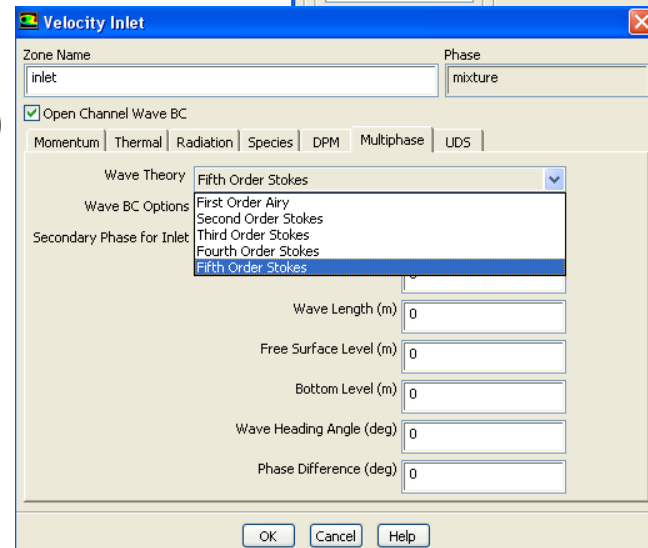 Velocity Inlet
Zone Name Phase
inlet mixture
Open Channel Wave BC
Momentum Thermal Radiation Species DPM Multiphase UDS
Wave Theory Fifth Order Stokes
Wave BC Options First Order Airy
Second Order Stokes
Secondary Phase for Inlet Third Order Stokes
Fourth Order Stokes
Fifth Order Stokes
Wave Length (m) 0
Free Surface Level (m) 0
Bottom Level (m) 0
Wave Heading Angle (deg) 0
Phase Difference (deg) 0
OK Cancel Help